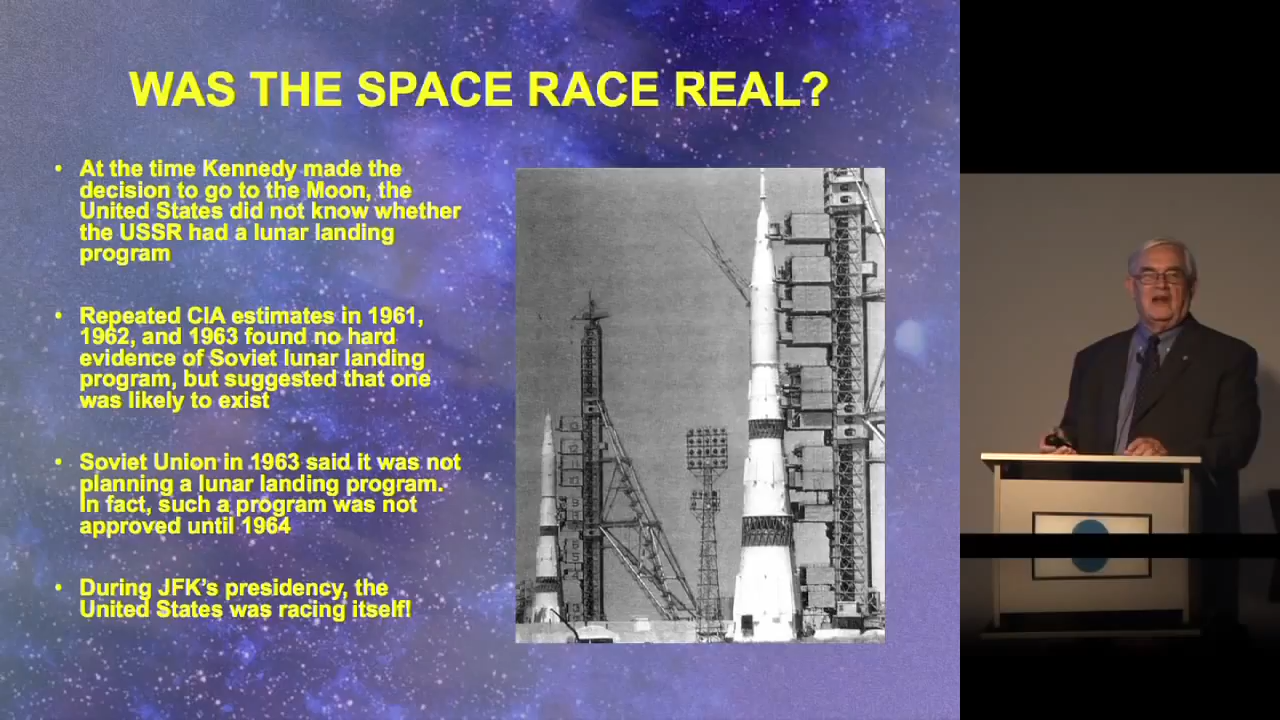 WAS THE SPACE RACE REAL?
• At the time Kennedy made the
decision to go to the Moon, the
United States did not know whether
the USSR had a lunar landing
program
• Repeated CIA estimates in 1961,
1962, and 1963 found no hard
evidence of Soviet lunar landing
program, but suggested that one
was likely to exist
• Soviet Union in 1963 said it was not
planning a lunar landing program.
In fact, such a program was not
approved until 1964
• During JFK’s presidency, the
United States was racing itself!